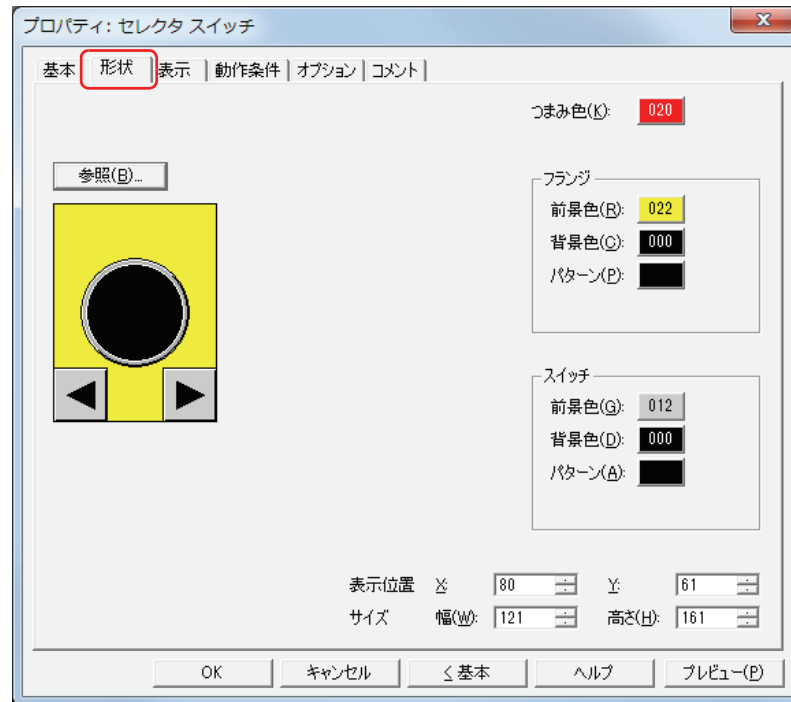 プロパティ: セレクタ スイッチ
基本 形状 表示 動作条件 オプション コメント
つまみ色(K): 020
参照(B)...
フランジ
前景色(R): 022
背景色(C): 000
パターン(P):
スイッチ
前景色(G): 012
背景色(D): 000
パターン(A):
表示位置 X: 80 Y: 61
サイズ 幅(W): 121 高さ(H): 161
OK キャンセル < 基本 ヘルプ プレビュー(P)